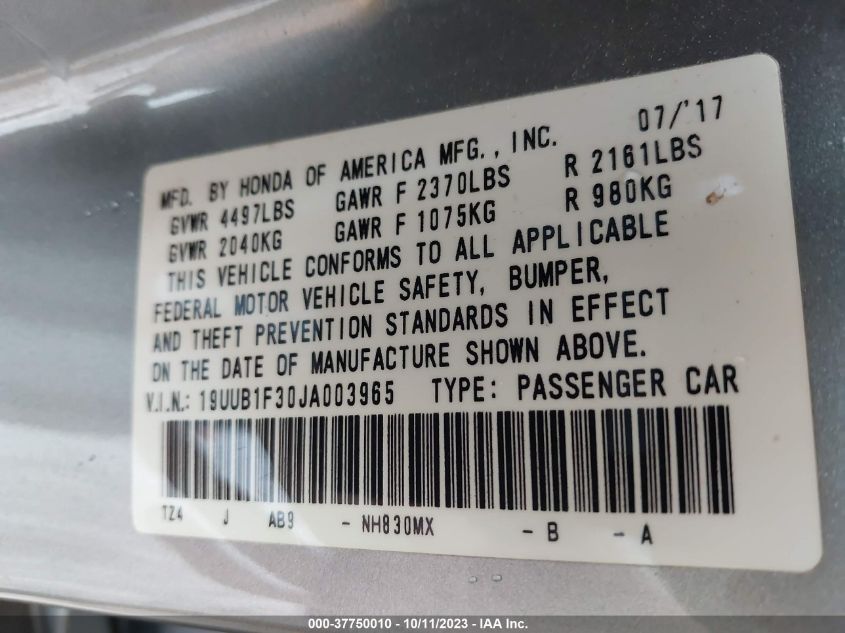 07/'17
MFD. BY HONDA OF AMERICA MFG., INC.
GVWR 4497LBS GAWR F 2370LBS R 2161LBS
GVWR 2040KG GAWR F 1075KG R 980KG
THIS VEHICLE CONFORMS TO ALL APPLICABLE
FEDERAL MOTOR VEHICLE SAFETY, BUMPER,
AND THEFT PREVENTION STANDARDS IN EFFECT
ON THE DATE OF MANUFACTURE SHOWN ABOVE.
V.I.N.: 19UUB1F30JA003965 TYPE: PASSENGER CAR
TZ4 J AB9 - NH830MX - B - A
000-37750010 - 10/11/2023 - IAA Inc.